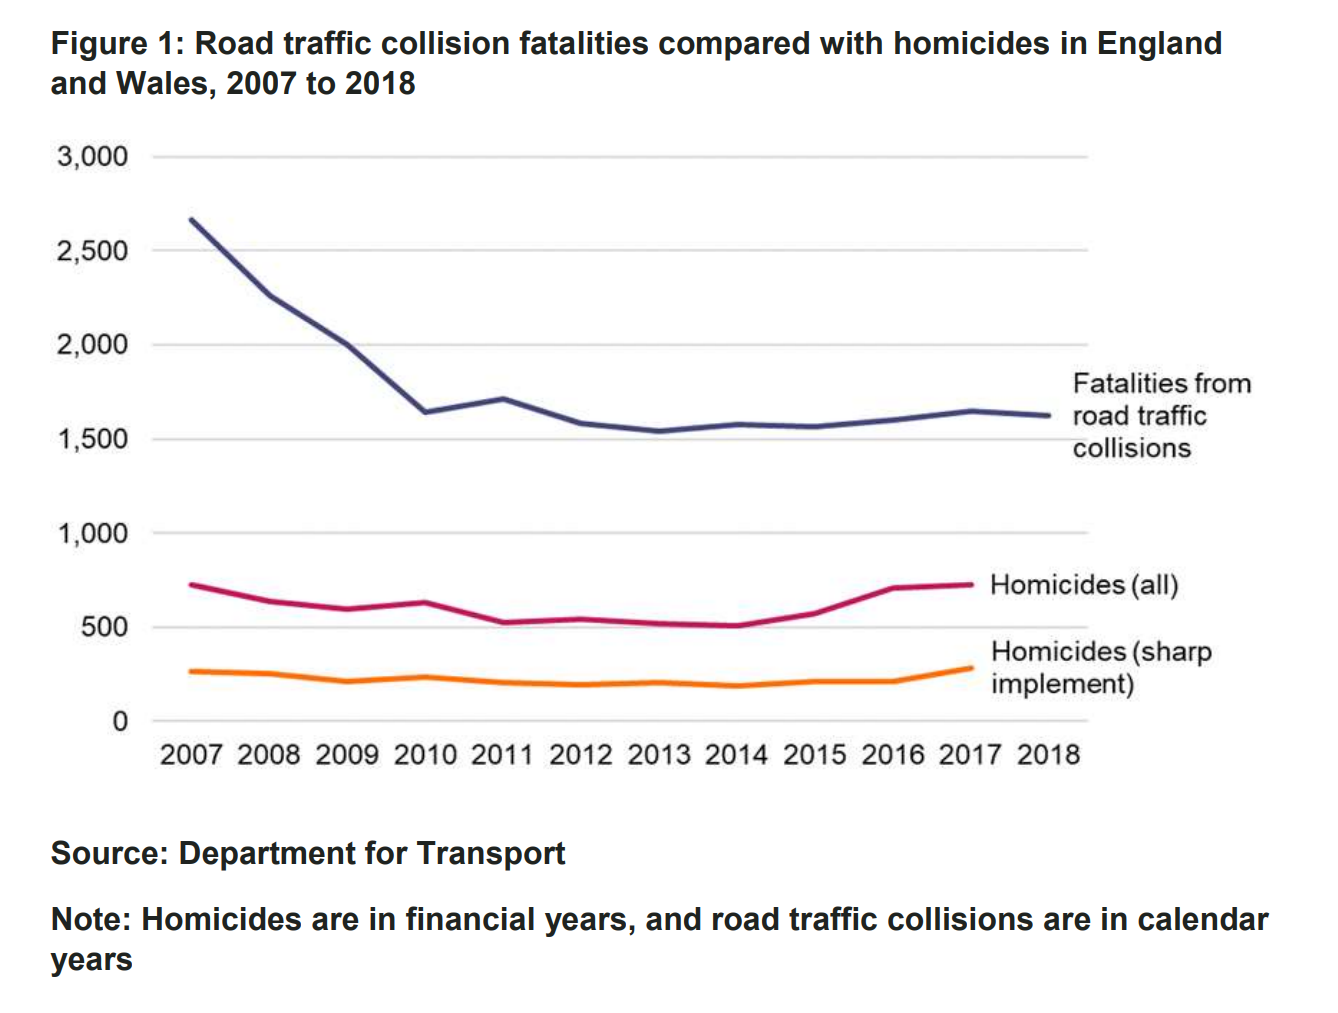 Figure 1: Road traffic collision fatalities compared with homicides in England
and Wales, 2007 to 2018
3,000
2,500
2,000
1,500
1,000
500
0
Fatalities from
road traffic
collisions
Homicides (all)
Homicides (sharp
implement)
2007 2008 2009 2010 2011 2012 2013 2014 2015 2016 2017 2018
Source: Department for Transport
Note: Homicides are in financial years, and road traffic collisions are in calendar
years